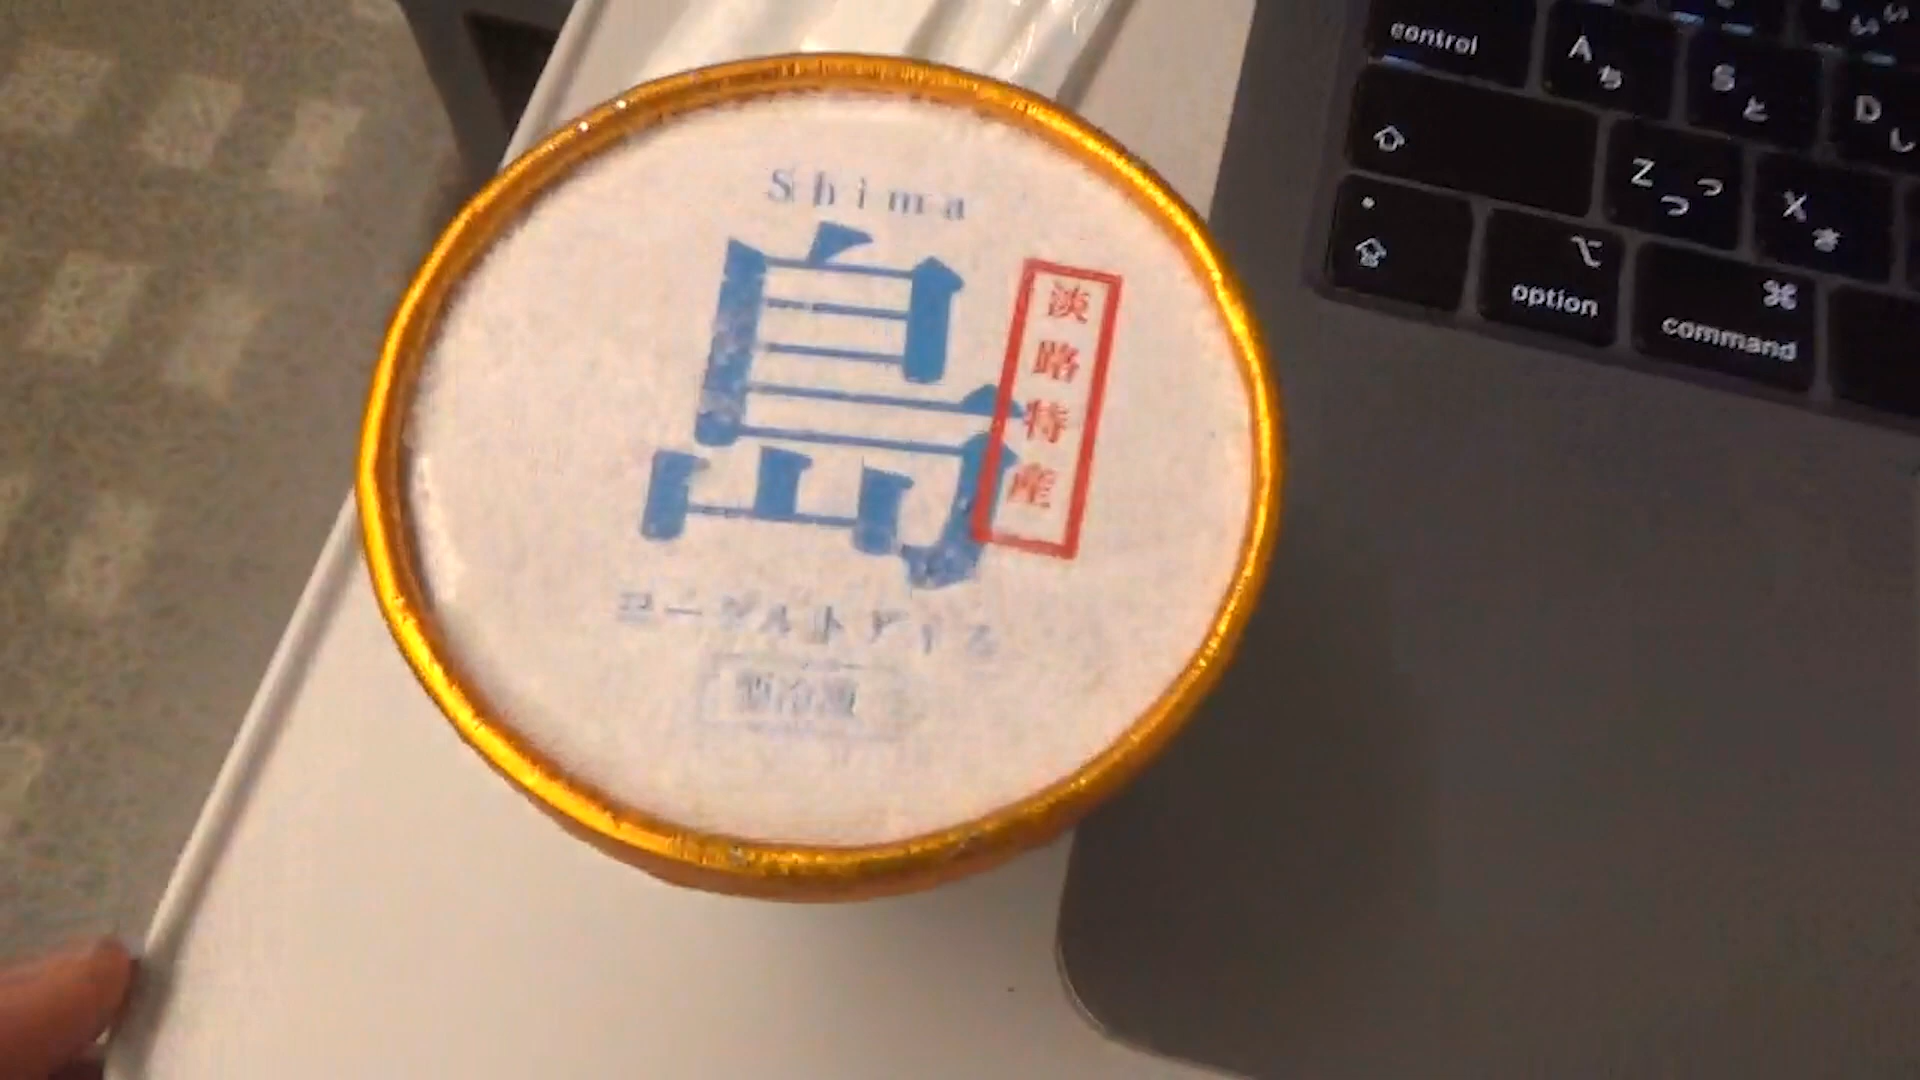 Shima
島
淡路特産
ヨーグルトアイス
要冷凍
control
A ち
S と
D し
Z つっ
X さ
option
command